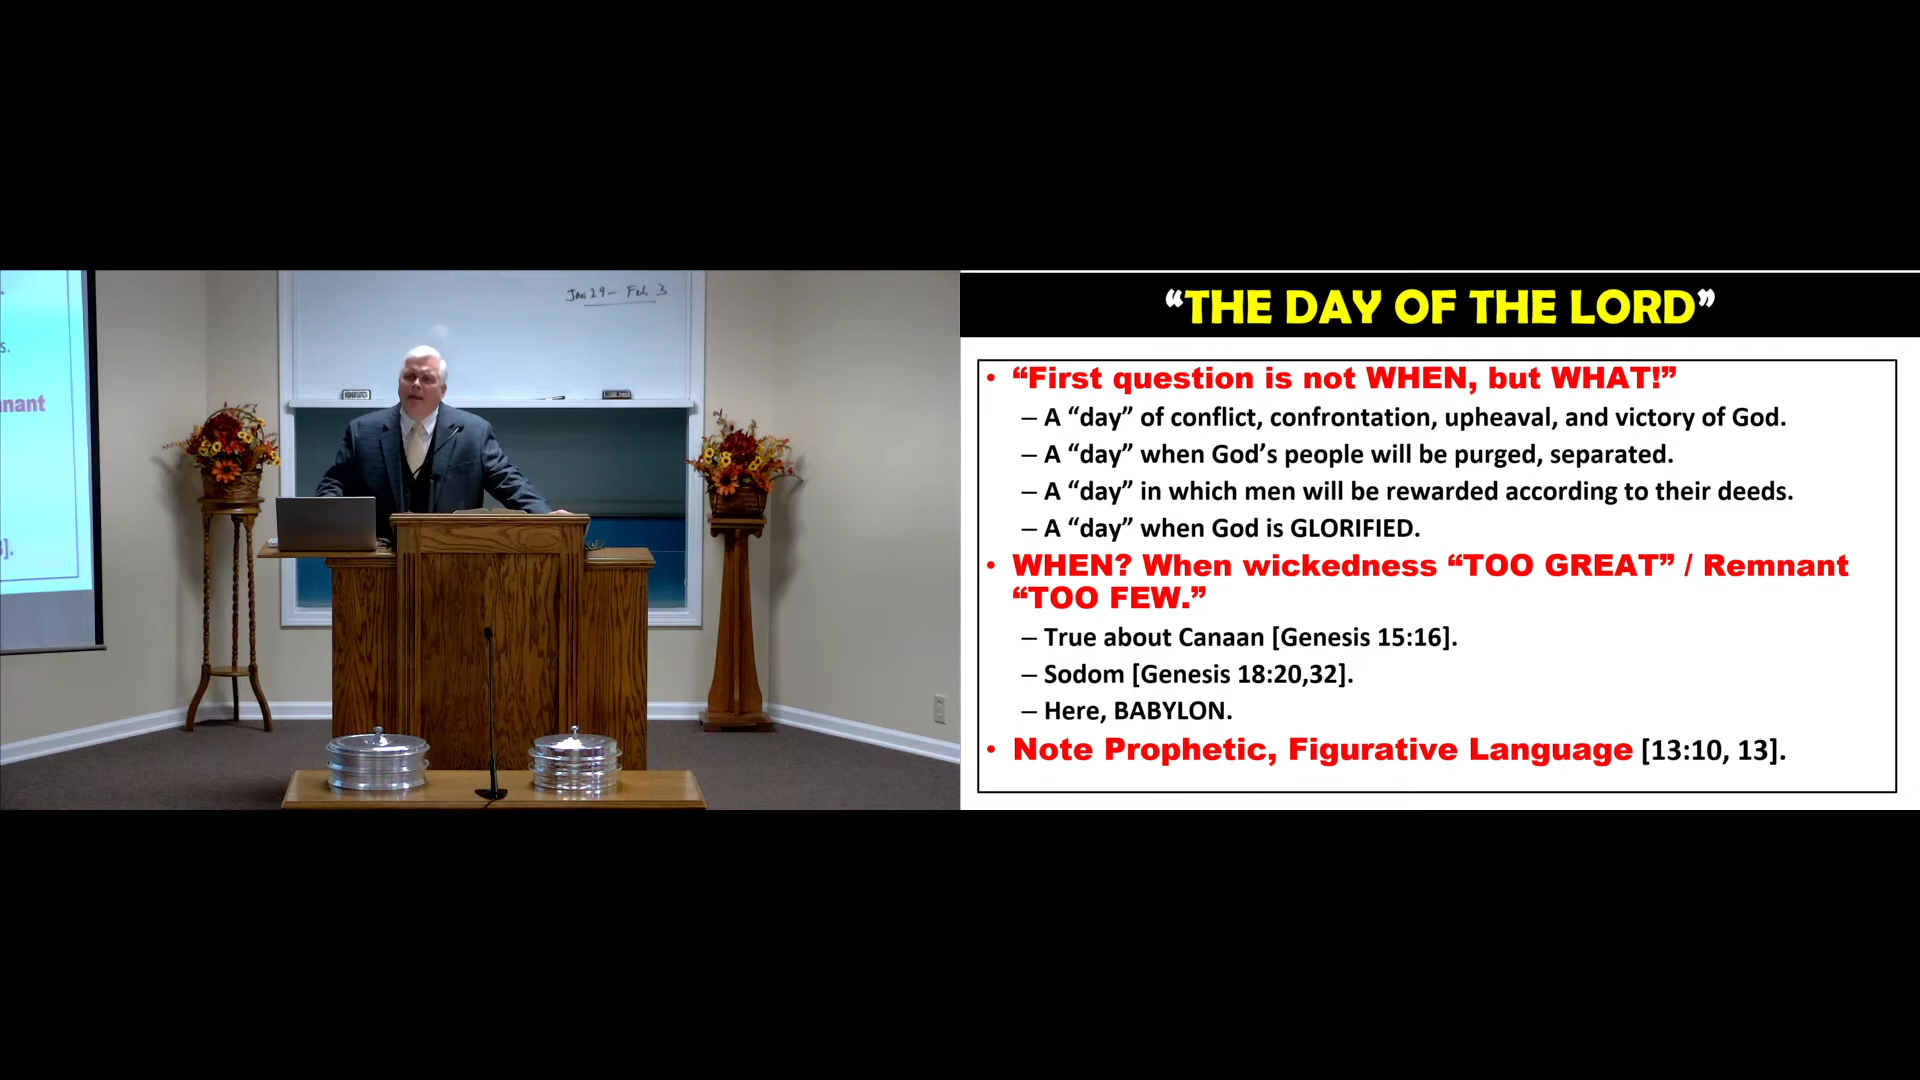 Jan 29 - Feb 3
s.
nant
].
“THE DAY OF THE LORD”
• “First question is not WHEN, but WHAT!”
– A “day” of conflict, confrontation, upheaval, and victory of God.
– A “day” when God’s people will be purged, separated.
– A “day” in which men will be rewarded according to their deeds.
– A “day” when God is GLORIFIED.
• WHEN? When wickedness “TOO GREAT” / Remnant
“TOO FEW.”
– True about Canaan [Genesis 15:16].
– Sodom [Genesis 18:20,32].
– Here, BABYLON.
• Note Prophetic, Figurative Language [13:10, 13].